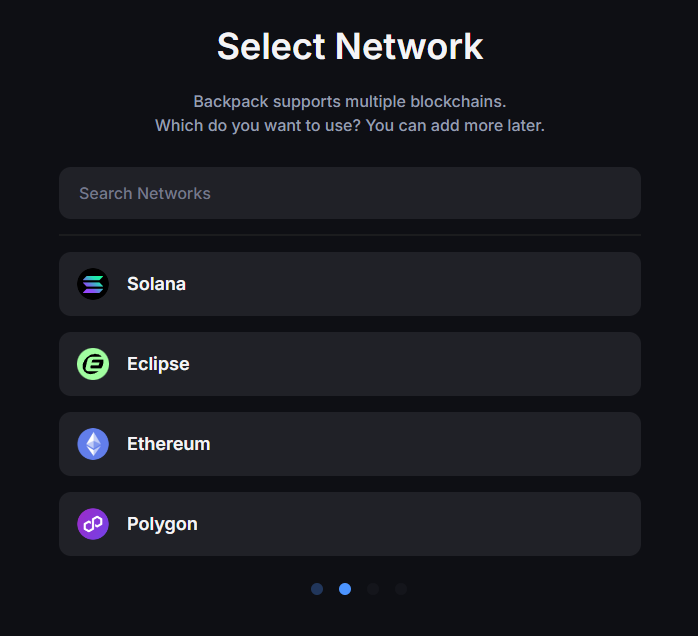 Select Network
Backpack supports multiple blockchains.
Which do you want to use? You can add more later.
Search Networks
Solana
Eclipse
Ethereum
Polygon